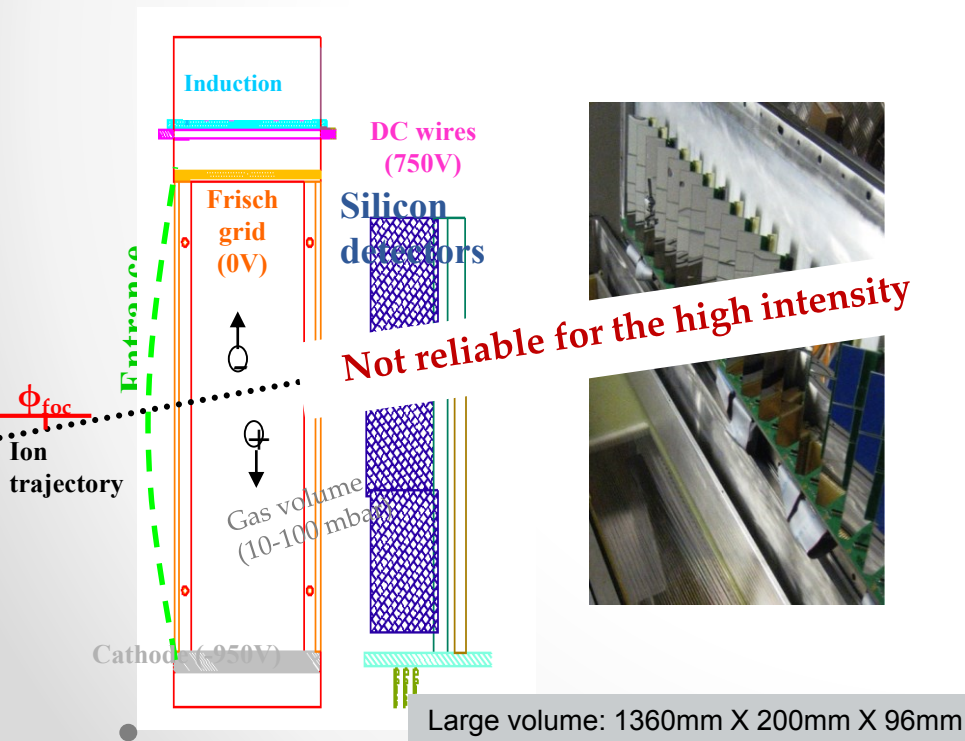 Induction
DC wires
(750V)
Frisch
grid
(0V)
Silicon
detectors
Entrance
Not reliable for the high intensity
ϕfoc
-
+
Ion
trajectory
Gas volume
(10-100 mbar)
Cathode (-950V)
Large volume: 1360mm X 200mm X 96mm